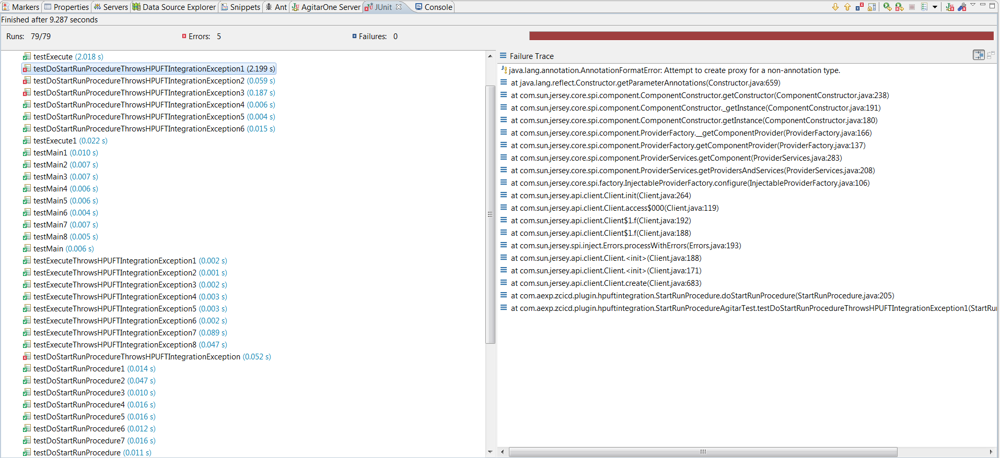 Markers Properties Servers Data Source Explorer Snippets Ant AgitarOne Server JUnit Console
Finished after 9.287 seconds
Runs: 79/79 Errors: 5 Failures: 0
testExecute (2.018 s)
testDoStartRunProcedureThrowsHPUFTIntegrationException1 (2.199 s)
testDoStartRunProcedureThrowsHPUFTIntegrationException2 (0.059 s)
testDoStartRunProcedureThrowsHPUFTIntegrationException3 (0.187 s)
testDoStartRunProcedureThrowsHPUFTIntegrationException4 (0.006 s)
testDoStartRunProcedureThrowsHPUFTIntegrationException5 (0.004 s)
testDoStartRunProcedureThrowsHPUFTIntegrationException6 (0.015 s)
testExecute1 (0.022 s)
testMain1 (0.010 s)
testMain2 (0.007 s)
testMain3 (0.007 s)
testMain4 (0.006 s)
testMain5 (0.006 s)
testMain6 (0.004 s)
testMain7 (0.007 s)
testMain8 (0.005 s)
testMain (0.006 s)
testExecuteThrowsHPUFTIntegrationException1 (0.002 s)
testExecuteThrowsHPUFTIntegrationException2 (0.001 s)
testExecuteThrowsHPUFTIntegrationException3 (0.002 s)
testExecuteThrowsHPUFTIntegrationException4 (0.003 s)
testExecuteThrowsHPUFTIntegrationException5 (0.003 s)
testExecuteThrowsHPUFTIntegrationException6 (0.002 s)
testExecuteThrowsHPUFTIntegrationException7 (0.089 s)
testExecuteThrowsHPUFTIntegrationException8 (0.047 s)
testDoStartRunProcedureThrowsHPUFTIntegrationException (0.052 s)
testDoStartRunProcedure1 (0.014 s)
testDoStartRunProcedure2 (0.047 s)
testDoStartRunProcedure3 (0.010 s)
testDoStartRunProcedure4 (0.016 s)
testDoStartRunProcedure5 (0.016 s)
testDoStartRunProcedure6 (0.012 s)
testDoStartRunProcedure7 (0.016 s)
testDoStartRunProcedure (0.011 s)
Failure Trace
java.lang.annotation.AnnotationFormatError: Attempt to create proxy for a non-annotation type.
at java.lang.reflect.Constructor.getParameterAnnotations(Constructor.java:659)
at com.sun.jersey.core.spi.component.ComponentConstructor.getConstructor(ComponentConstructor.java:238)
at com.sun.jersey.core.spi.component.ComponentConstructor._getInstance(ComponentConstructor.java:191)
at com.sun.jersey.core.spi.component.ComponentConstructor.getInstance(ComponentConstructor.java:180)
at com.sun.jersey.core.spi.component.ProviderFactory.__getComponentProvider(ProviderFactory.java:166)
at com.sun.jersey.core.spi.component.ProviderFactory.getComponentProvider(ProviderFactory.java:137)
at com.sun.jersey.core.spi.component.ProviderServices.getComponent(ProviderServices.java:283)
at com.sun.jersey.core.spi.component.ProviderServices.getProvidersAndServices(ProviderServices.java:208)
at com.sun.jersey.core.spi.factory.InjectableProviderFactory.configure(InjectableProviderFactory.java:106)
at com.sun.jersey.api.client.Client.init(Client.java:264)
at com.sun.jersey.api.client.Client.access$000(Client.java:119)
at com.sun.jersey.api.client.Client$1.f(Client.java:192)
at com.sun.jersey.api.client.Client$1.f(Client.java:188)
at com.sun.jersey.spi.inject.Errors.processWithErrors(Errors.java:193)
at com.sun.jersey.api.client.Client.<init>(Client.java:188)
at com.sun.jersey.api.client.Client.<init>(Client.java:171)
at com.sun.jersey.api.client.Client.create(Client.java:683)
at com.aexp.zcicd.plugin.hpuftintegration.StartRunProcedure.doStartRunProcedure(StartRunProcedure.java:205)
at com.aexp.zcicd.plugin.hpuftintegration.StartRunProcedureAgitarTest.testDoStartRunProcedureThrowsHPUFTIntegrationException1(StartRu